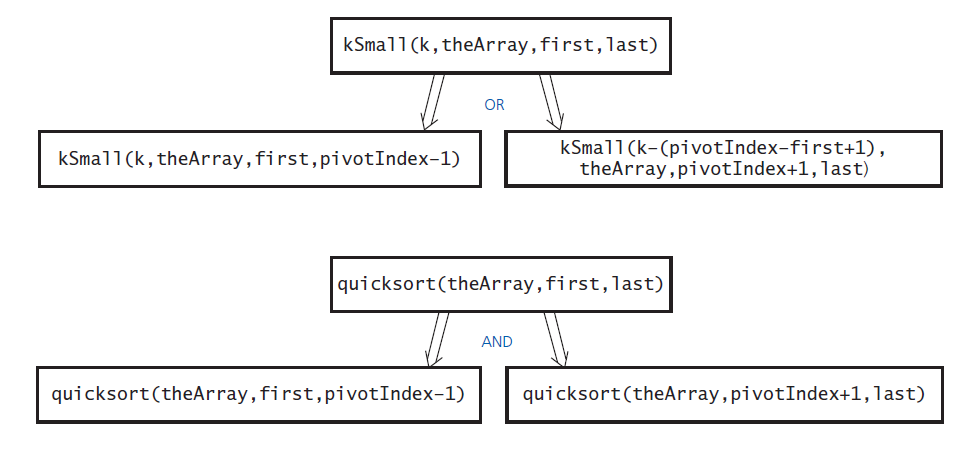 kSmall(k,theArray,first,last)
OR
kSmall(k,theArray,first,pivotIndex–1)
kSmall(k–(pivotIndex–first+1),
theArray,pivotIndex+1,last)
quicksort(theArray,first,last)
AND
quicksort(theArray,first,pivotIndex–1)
quicksort(theArray,pivotIndex+1,last)